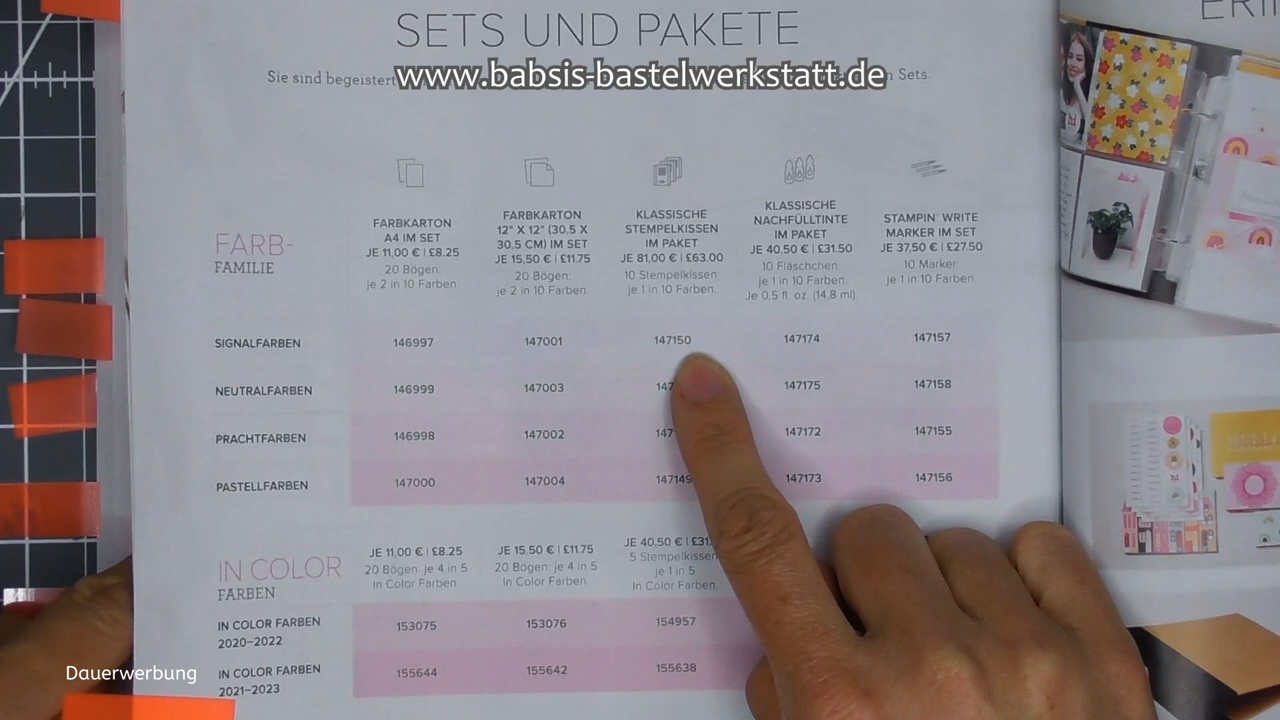 SETS UND PAKETE
Sie sind begeistert
n Sets.
www.babsis-bastelwerkstatt.de
FARB-
FAMILIE
FARBKARTON
A4 IM SET
JE 11,00 € | £8.25
20 Bögen:
je 2 in 10 Farben.
FARBKARTON
12" X 12" (30,5 X
30,5 CM) IM SET
JE 15,50 € | £11.75
20 Bögen:
je 2 in 10 Farben.
KLASSISCHE
STEMPELKISSEN
IM PAKET
JE 81,00 € | £63.00
10 Stempelkissen:
je 1 in 10 Farben.
KLASSISCHE
NACHFÜLLTINTE
IM PAKET
JE 40,50 € | £31.50
10 Fläschchen:
je 1 in 10 Farben.
Je 0,5 fl. oz. (14,8 ml).
STAMPIN' WRITE
MARKER IM SET
JE 37,50 € | £27.50
10 Marker:
je 1 in 10 Farben.
SIGNALFARBEN 146997 147001 147150 147174 147157
NEUTRALFARBEN 146999 147003 147 147175 147158
PRACHTFARBEN 146998 147002 147 147172 147155
PASTELLFARBEN 147000 147004 147149 147173 147156
IN COLOR
FARBEN
JE 11,00 € | £8.25
20 Bögen: je 4 in 5
In Color Farben.
JE 15,50 € | £11.75
20 Bögen: je 4 in 5
In Color Farben.
JE 40,50 € | £31.
5 Stempelkissen
je 1 in 5
In Color Farben.
IN COLOR FARBEN
2020–2022
153075 153076 154957
IN COLOR FARBEN
2021–2023
155644 155642 155638
Dauerwerbung
hi